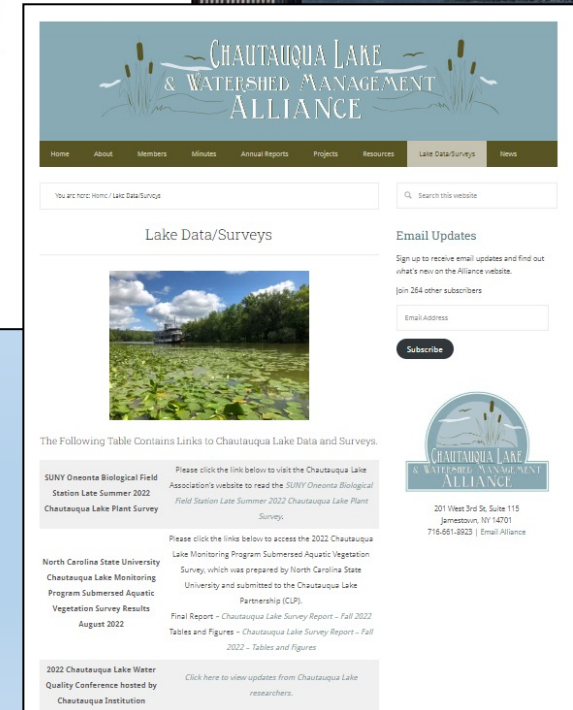 CHAUTAUQUA LAKE
& WATERSHED MANAGEMENT
ALLIANCE
Home About Members Minutes Annual Reports Projects Resources Lake Data/Surveys News
You are here: Home / Lake Data/Surveys
Lake Data/Surveys
The Following Table Contains Links to Chautauqua Lake Data and Surveys.
SUNY Oneonta Biological Field
Station Late Summer 2022
Chautauqua Lake Plant Survey
Please click the link below to visit the Chautauqua Lake
Association's website to read the SUNY Oneonta Biological
Field Station Late Summer 2022 Chautauqua Lake Plant
Survey.
North Carolina State University
Chautauqua Lake Monitoring
Program Submersed Aquatic
Vegetation Survey Results
August 2022
Please click the links below to access the 2022 Chautauqua
Lake Monitoring Program Submersed Aquatic Vegetation
Survey, which was prepared by North Carolina State
University and submitted to the Chautauqua Lake
Partnership (CLP).
Final Report – Chautauqua Lake Survey Report – Fall 2022
Tables and Figures – Chautauqua Lake Survey Report – Fall
2022 – Tables and Figures
2022 Chautauqua Lake Water
Quality Conference hosted by
Chautauqua Institution
Click here to view updates from Chautauqua Lake
researchers.
Search this website
Email Updates
Sign up to receive email updates and find out
what's new on the Alliance website.
Join 264 other subscribers
Email Address
Subscribe
CHAUTAUQUA LAKE
& WATERSHED MANAGEMENT
ALLIANCE
201 West 3rd St, Suite 115
Jamestown, NY 14701
716-661-8923 | Email Alliance